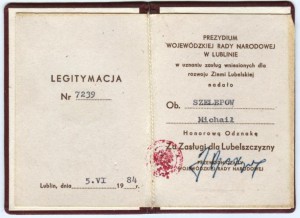 LEGITYMACJA
Nr 7239
Lublin, dnia 5.VI 1984
PREZYDIUM
WOJEWÓDZKIEJ RADY NARODOWEJ
W LUBLINIE
w uznaniu zasług wniesionych dla
rozwoju Ziemi Lubelskiej
nadało
Ob. SZELEPOW
Michaił
Honorową Odznakę
Za Zasługi dla Lubelszczyzny
WOJEWÓDZKIEJ RADY NARODOWEJ